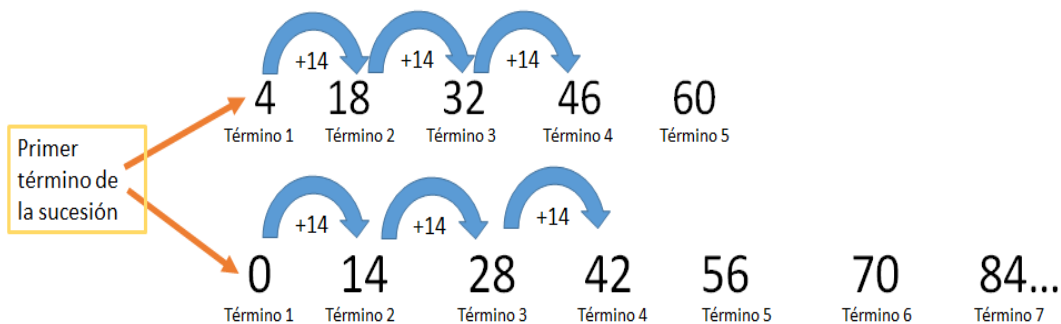 +14 +14 +14
4 18 32 46 60
Término 1 Término 2 Término 3 Término 4 Término 5
Primer
término de
la sucesión
+14 +14 +14
0 14 28 42 56 70 84...
Término 1 Término 2 Término 3 Término 4 Término 5 Término 6 Término 7